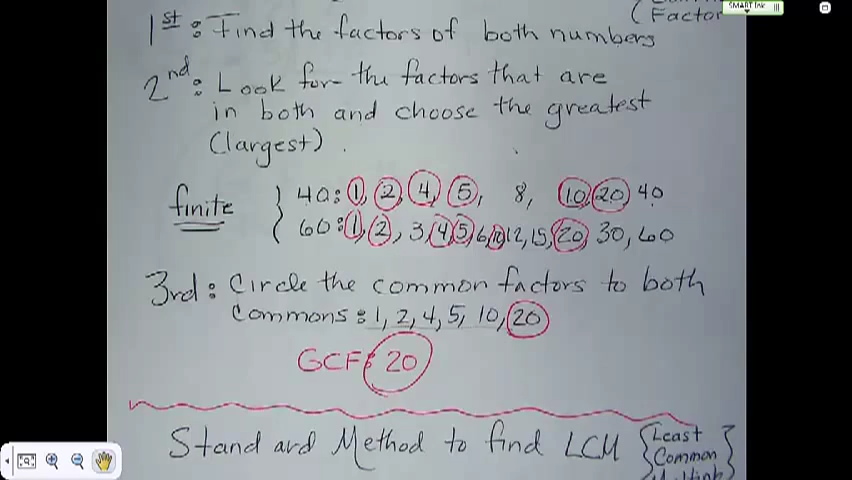 Factor
SMART Ink
1st: Find the factors of both numbers
2nd: Look for the factors that are
in both and choose the greatest
(largest).
40: 1, 2, 4, 5, 8, 10, 20, 40
finite
60: 1, 2, 3, 4, 5, 6, 10, 12, 15, 20, 30, 60
3rd: Circle the common factors to both
Commons: 1, 2, 4, 5, 10, 20
GCF: 20
Standard Method to find LCM {Least
Common